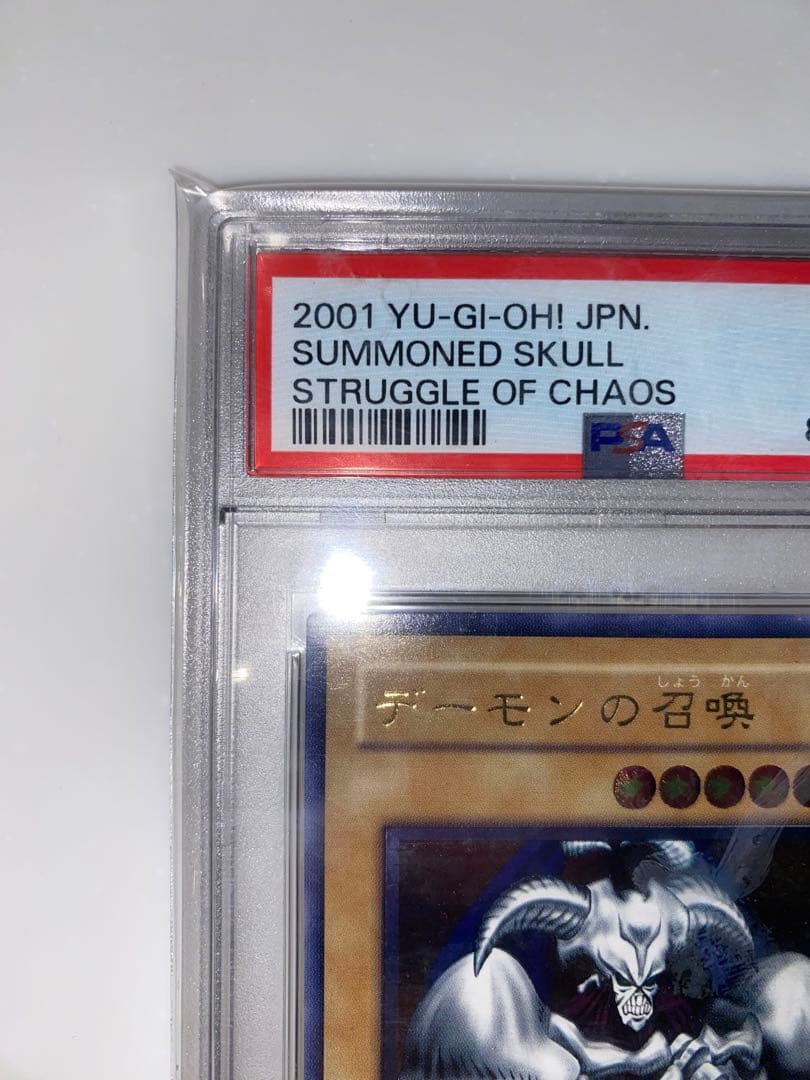 2001 YU-GI-OH! JPN.
SUMMONED SKULL
STRUGGLE OF CHAOS
PSA
しょう かん
デーモンの召喚